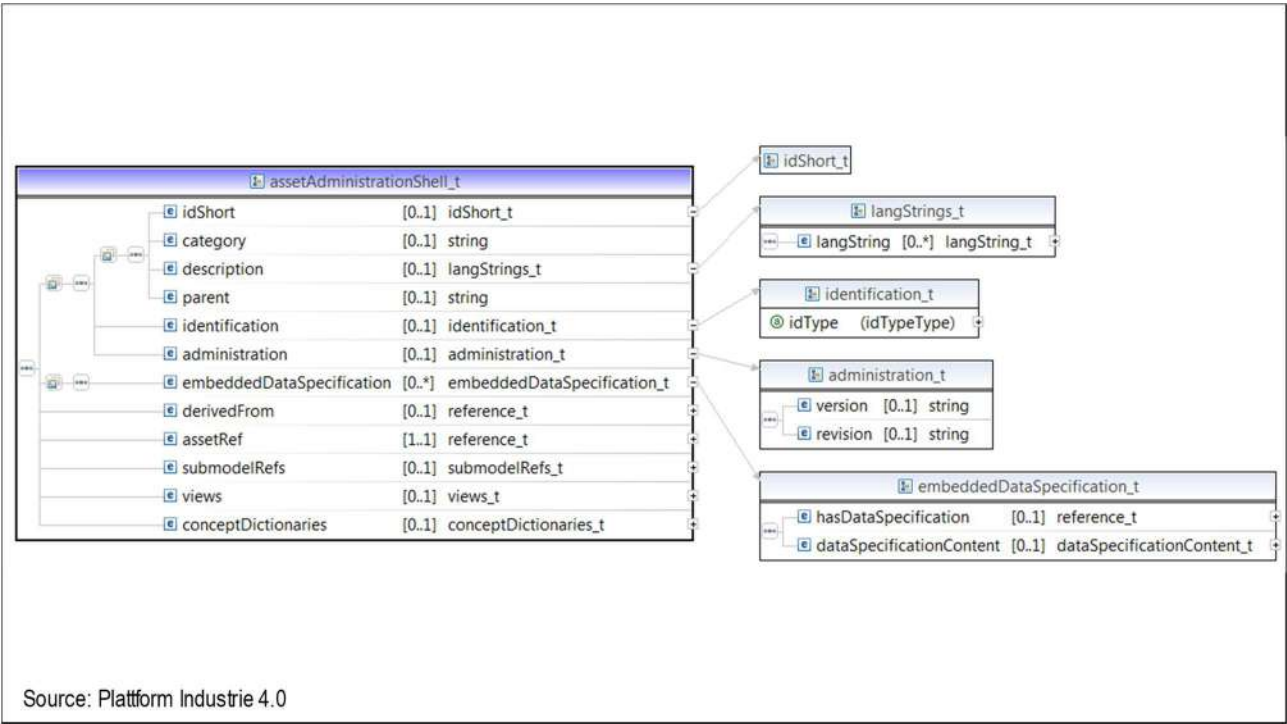 assetAdministrationShell_t
idShort [0..1] idShort_t
category [0..1] string
description [0..1] langStrings_t
parent [0..1] string
identification [0..1] identification_t
administration [0..1] administration_t
embeddedDataSpecification [0..*] embeddedDataSpecification_t
derivedFrom [0..1] reference_t
assetRef [1..1] reference_t
submodelRefs [0..1] submodelRefs_t
views [0..1] views_t
conceptDictionaries [0..1] conceptDictionaries_t
idShort_t
langStrings_t
langString [0..*] langString_t
identification_t
idType (idTypeType)
administration_t
version [0..1] string
revision [0..1] string
embeddedDataSpecification_t
hasDataSpecification [0..1] reference_t
dataSpecificationContent [0..1] dataSpecificationContent_t
Source: Plattform Industrie 4.0